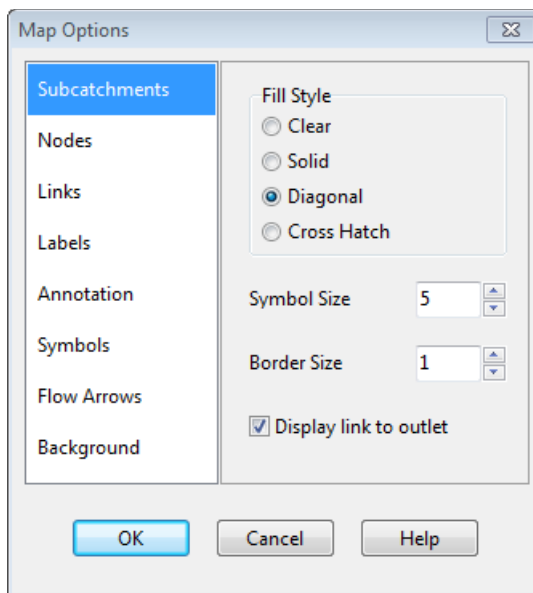 Map Options
Subcatchments
Nodes
Links
Labels
Annotation
Symbols
Flow Arrows
Background
Fill Style
Clear
Solid
Diagonal
Cross Hatch
Symbol Size 5
Border Size 1
Display link to outlet
OK Cancel Help